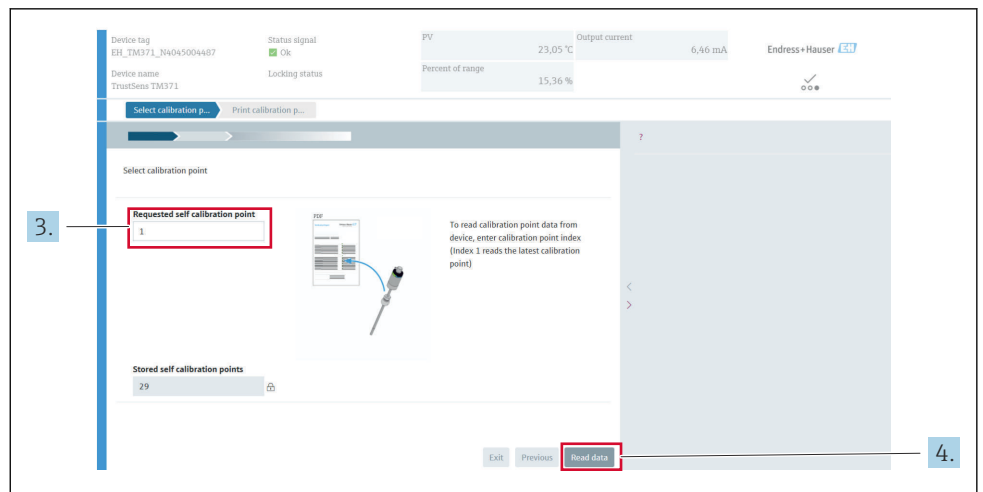 Device tag
EH_TM371_N4045004487
Status signal
Ok
PV
23,05 °C
Output current
6,46 mA
Endress+Hauser EH
Device name
TrustSens TM371
Locking status
Percent of range
15,36 %
Select calibration p...
Print calibration p...
?
Select calibration point
3.
Requested self calibration point
1
PDF
To read calibration point data from
device, enter calibration point index
(Index 1 reads the latest calibration
point)
<
>
Stored self calibration points
29
Exit
Previous
Read data
4.